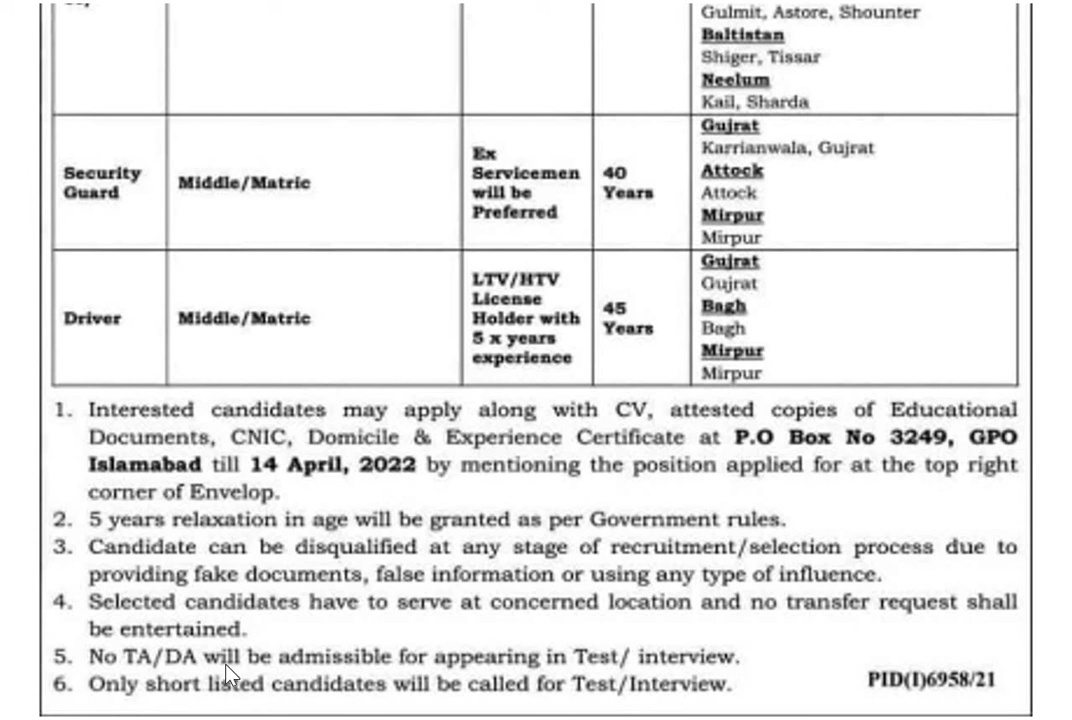 Gulmit, Astore, Shounter
Baltistan
Shiger, Tissar
Neelum
Kail, Sharda
Security
Guard
Middle/Matric
Ex
Servicemen
will be
Preferred
40
Years
Gujrat
Karrianwala, Gujrat
Attock
Attock
Mirpur
Mirpur
Driver
Middle/Matric
LTV/HTV
License
Holder with
5 x years
experience
45
Years
Gujrat
Gujrat
Bagh
Bagh
Mirpur
Mirpur
1. Interested candidates may apply along with CV, attested copies of Educational
Documents, CNIC, Domicile & Experience Certificate at P.O Box No 3249, GPO
Islamabad till 14 April, 2022 by mentioning the position applied for at the top right
corner of Envelop.
2. 5 years relaxation in age will be granted as per Government rules.
3. Candidate can be disqualified at any stage of recruitment/selection process due to
providing fake documents, false information or using any type of influence.
4. Selected candidates have to serve at concerned location and no transfer request shall
be entertained.
5. No TA/DA will be admissible for appearing in Test/ interview.
6. Only short listed candidates will be called for Test/Interview.
PID(I)6958/21